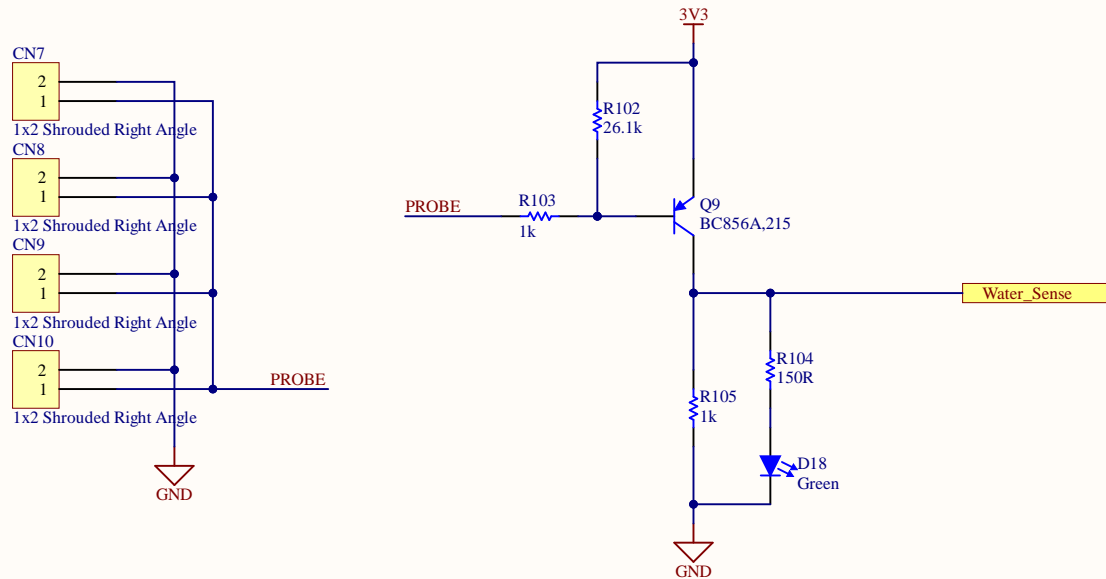 CN7
2
1
1x2 Shrouded Right Angle
CN8
2
1
1x2 Shrouded Right Angle
CN9
2
1
1x2 Shrouded Right Angle
CN10
2
1
1x2 Shrouded Right Angle
PROBE
GND
3V3
R102
26.1k
PROBE
R103
1k
Q9
BC856A,215
Water_Sense
R104
150R
R105
1k
D18
Green
GND